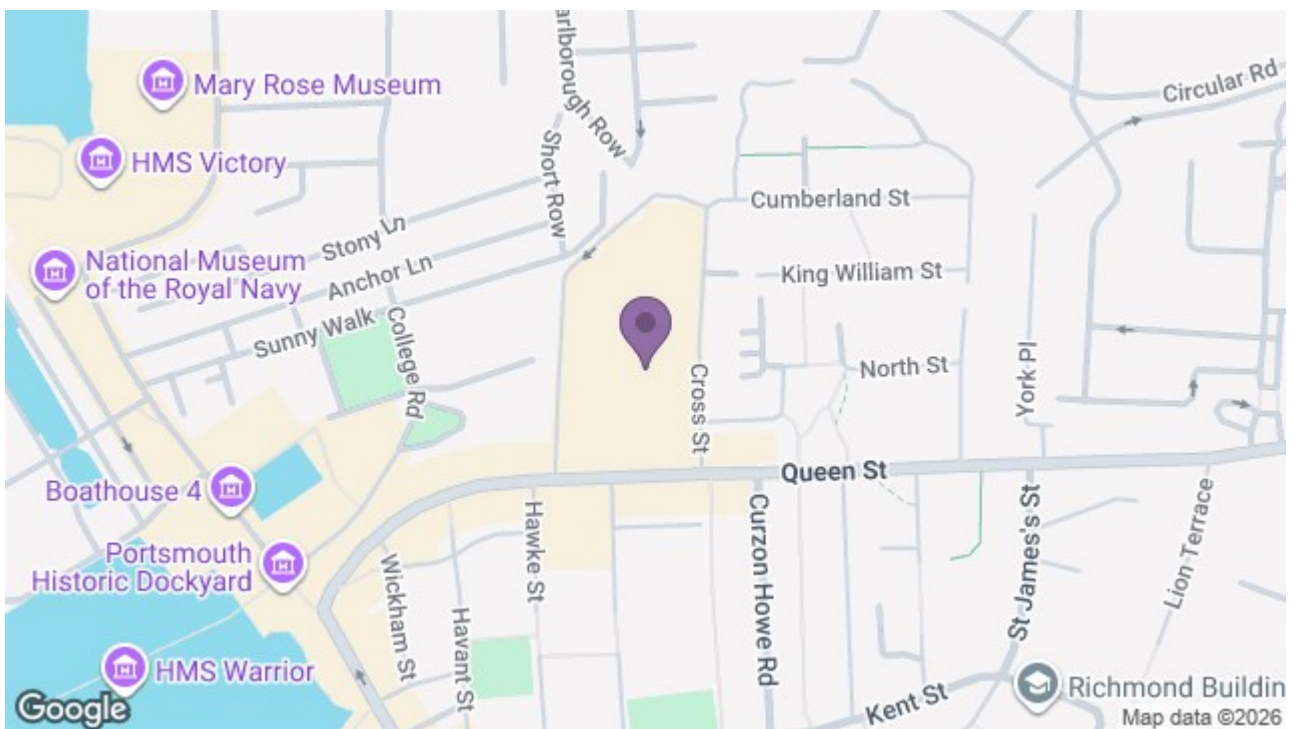 Mary Rose Museum
HMS Victory
National Museum
of the Royal Navy
Stony Ln
Anchor Ln
Sunny Walk
College Rd
Short Row
arlborough Row
Circular Rd
Cumberland St
King William St
North St
York Pl
Cross St
Queen St
Boathouse 4
Portsmouth
Historic Dockyard
HMS Warrior
Wickham St
Havant St
Hawke St
Curzon Howe Rd
St James's St
Lion Terrace
Kent St
Richmond Buildin
Google
Map data ©2026